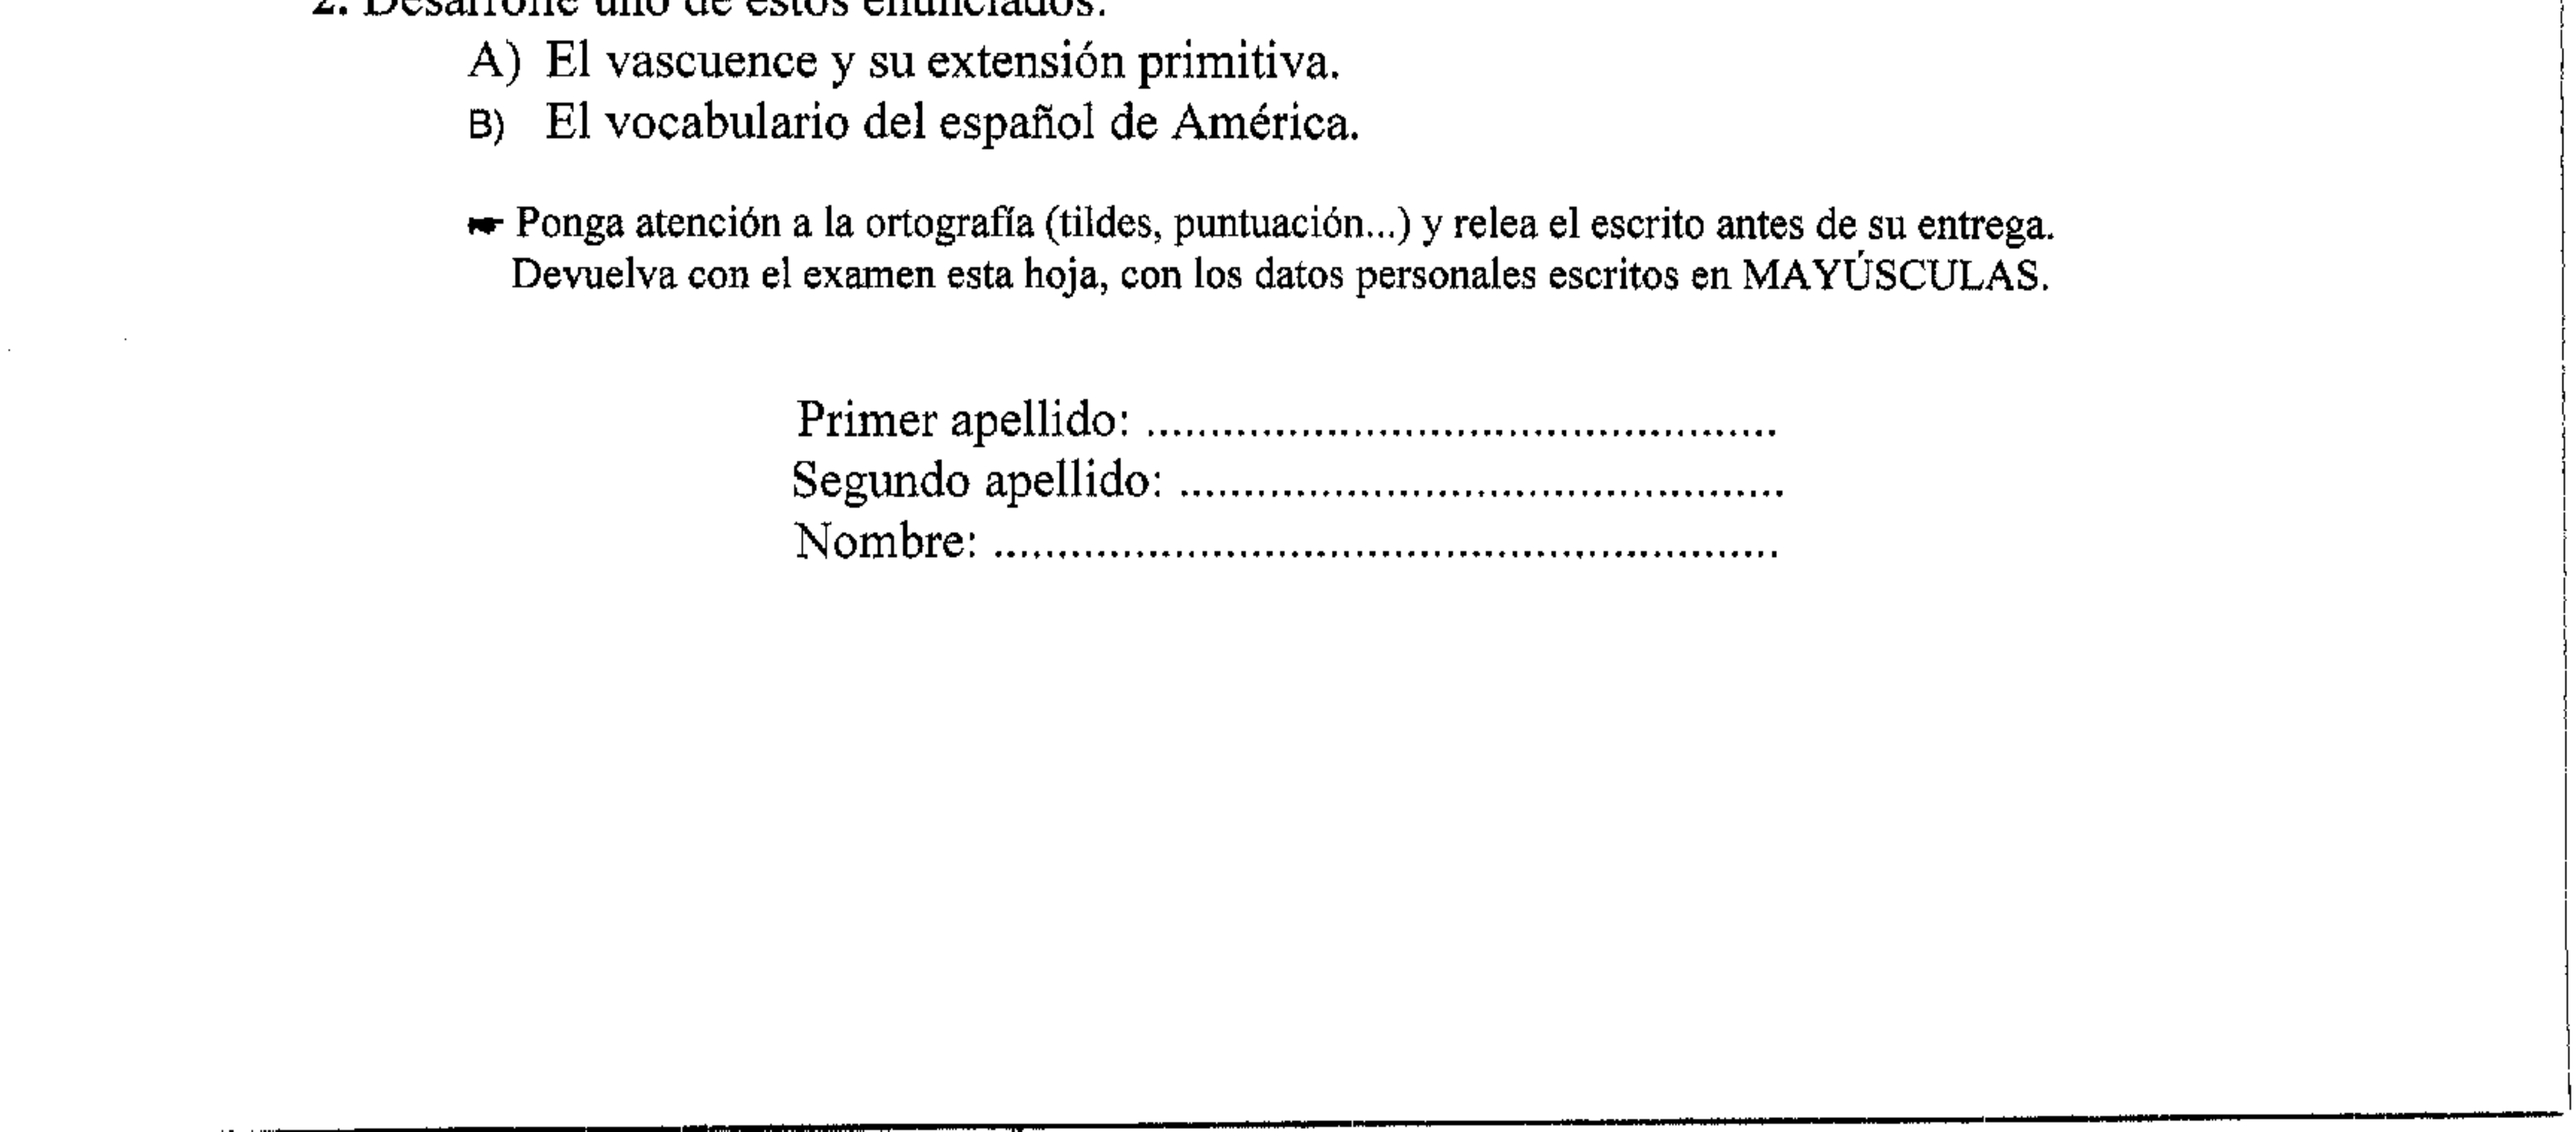 2. Desarrolle uno de estos enunciados:
A) El vascuence y su extensión primitiva.
B) El vocabulario del español de América.
Ponga atención a la ortografía (tildes, puntuación...) y relea el escrito antes de su entrega.
Devuelva con el examen esta hoja, con los datos personales escritos en MAYÚSCULAS.
Primer apellido: ................................................
Segundo apellido: ..............................................
Nombre: ............................................................